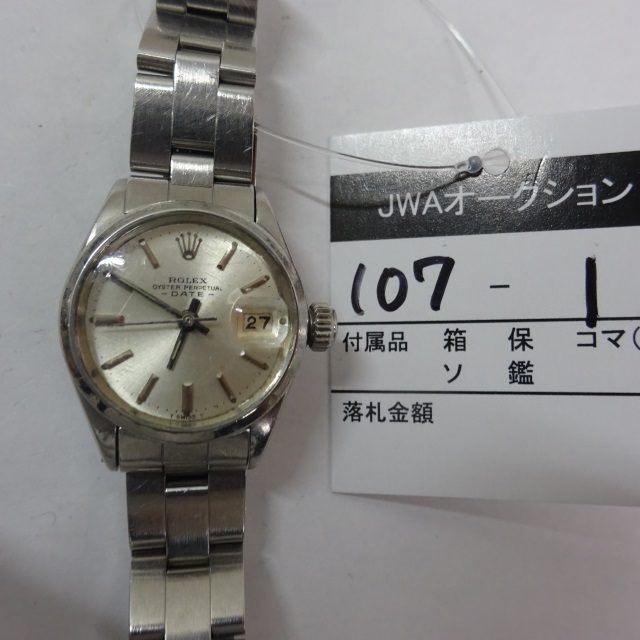 ROLEX
OYSTER PERPETUAL
-DATE-
27
JWAオークション
107 - 1
付属品 箱 保 コマ(
ソ 鑑
落札金額